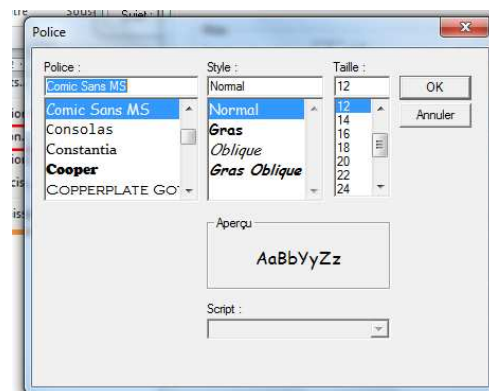 Sujet :
Police
Police :
Style :
Taille :
Comic Sans MS
Normal
12
OK
Comic Sans MS
Normal
12
Annuler
Consolas
Gras
14
Constantia
Oblique
16
Cooper
Gras Oblique
18
COPPERPLATE GO
20
22
24
Aperçu
AaBbYyZz
Script :